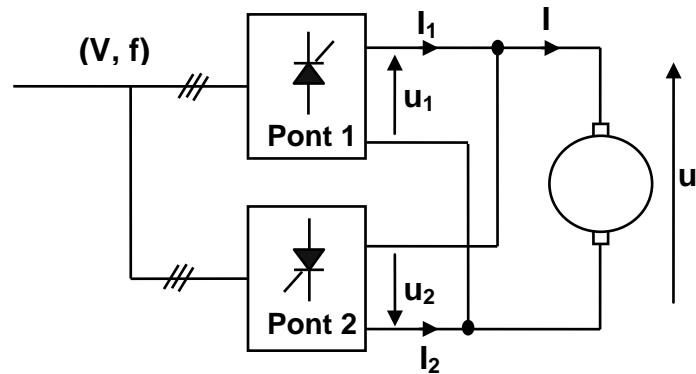 (V, f)
I₁
I
u₁
Pont 1
u
u₂
Pont 2
I₂